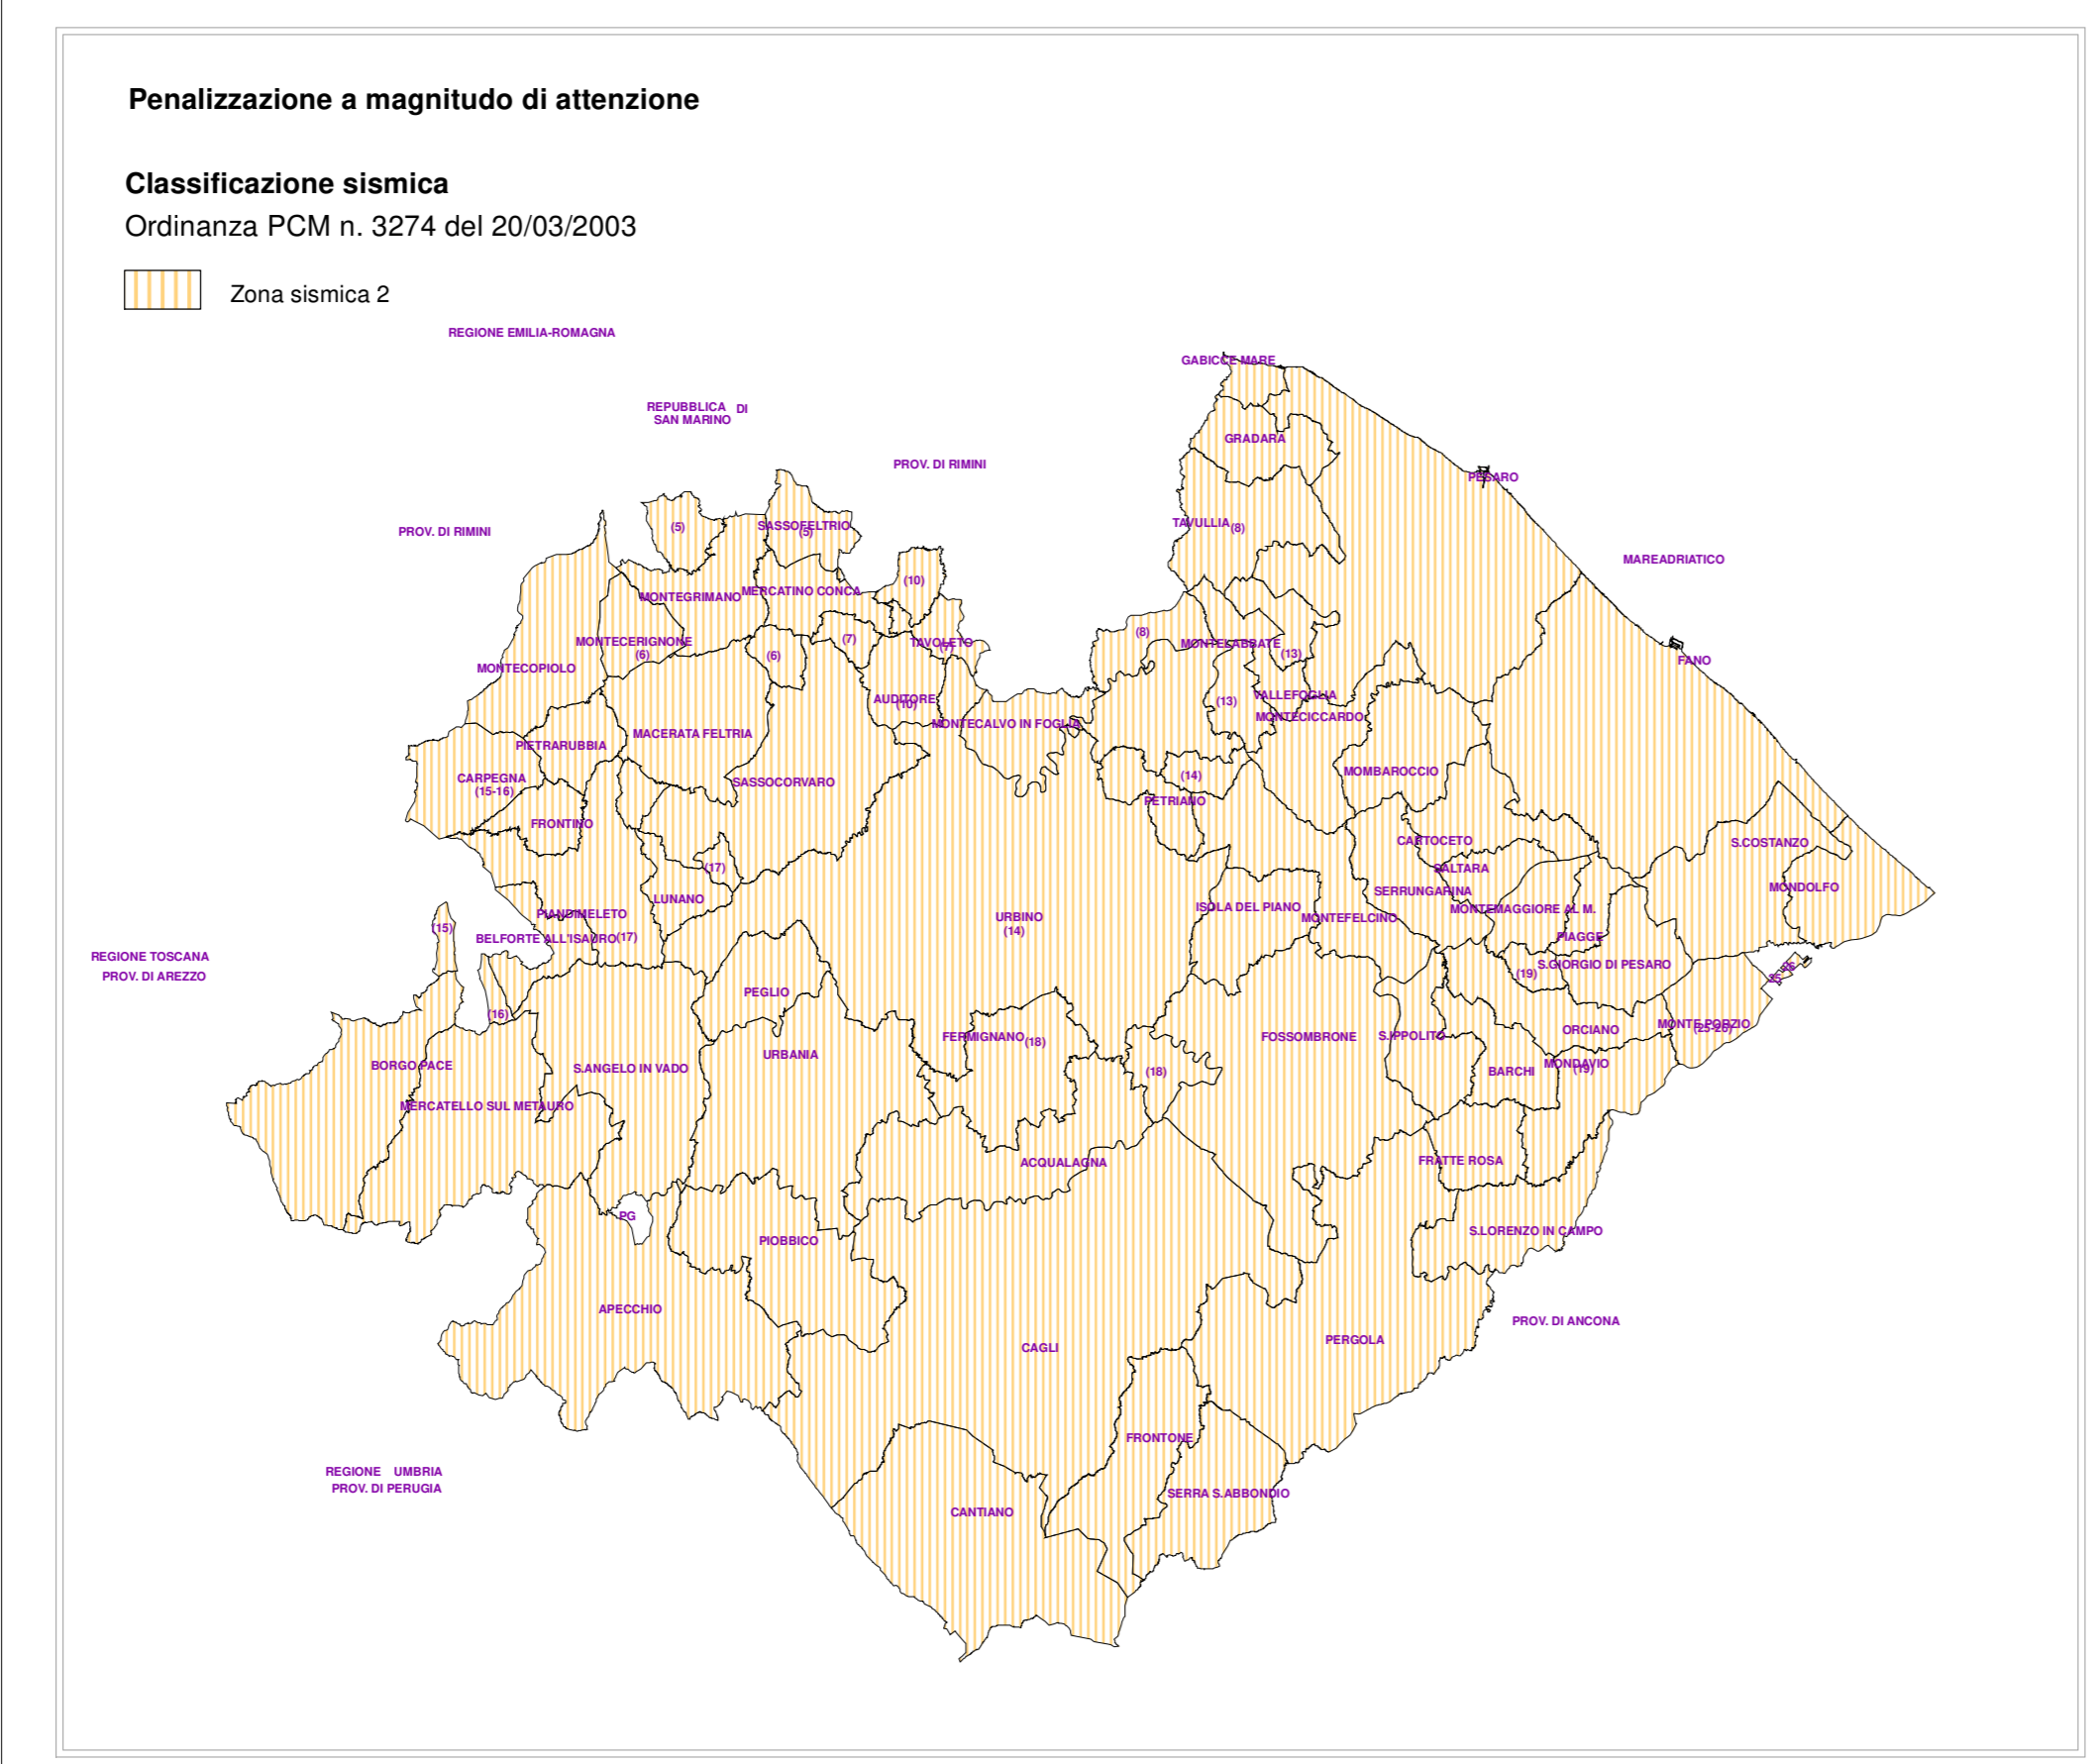 Penalizzazione a magnitudo di attenzione
Classificazione sismica
Ordinanza PCM n. 3274 del 20/03/2003
Zona sismica 2
REGIONE EMILIA-ROMAGNA
GABICCE MARE
REPUBBLICA DI
SAN MARINO
GRADARA
PROV. DI RIMINI
PESARO
PROV. DI RIMINI
(5)
SASSOFELTRIO
(5)
TAVULLIA (8)
MAREADRIATICO
(10)
MERCATINO CONCA
MONTEGRIMANO
MONTECERIGNONE
(6)
(6)
(7)
TAVOLETO
(7)
(8)
MONTELABBATE
(13)
FANO
MONTECOPIOLO
AUDITORE
(10)
(13)
VALLEFOGLIA
MONTECICCARDO
MONTECALVO IN FOGLIA
MACERATA FELTRIA
PIETRARUBBIA
CARPEGNA
(15-16)
SASSOCORVARO
(14)
MOMBAROCCIO
PETRIANO
FRONTINO
CARTOCETO
S.COSTANZO
(17)
SALTARA
SERRUNGARINA
MONDOLFO
LUNANO
ISOLA DEL PIANO
MONTEFELCINO
MONTEMAGGIORE AL M.
PIANDIMELETO
URBINO
(14)
(15)
BELFORTE ALL'ISAURO (17)
PIAGGE
REGIONE TOSCANA
PROV. DI AREZZO
S.GIORGIO DI PESARO
(19)
25
26
PEGLIO
(16)
FERMIGNANO (18)
FOSSOMBRONE
S.IPPOLITO
ORCIANO
MONTE PORZIO
(25-26)
URBANIA
BORGO PACE
S.ANGELO IN VADO
(18)
BARCHI
MONDAVIO
(19)
MERCATELLO SUL METAURO
ACQUALAGNA
FRATTE ROSA
PG
PIOBBICO
S.LORENZO IN CAMPO
APECCHIO
PROV. DI ANCONA
CAGLI
PERGOLA
FRONTONE
REGIONE UMBRIA
PROV. DI PERUGIA
SERRA S.ABBONDIO
CANTIANO